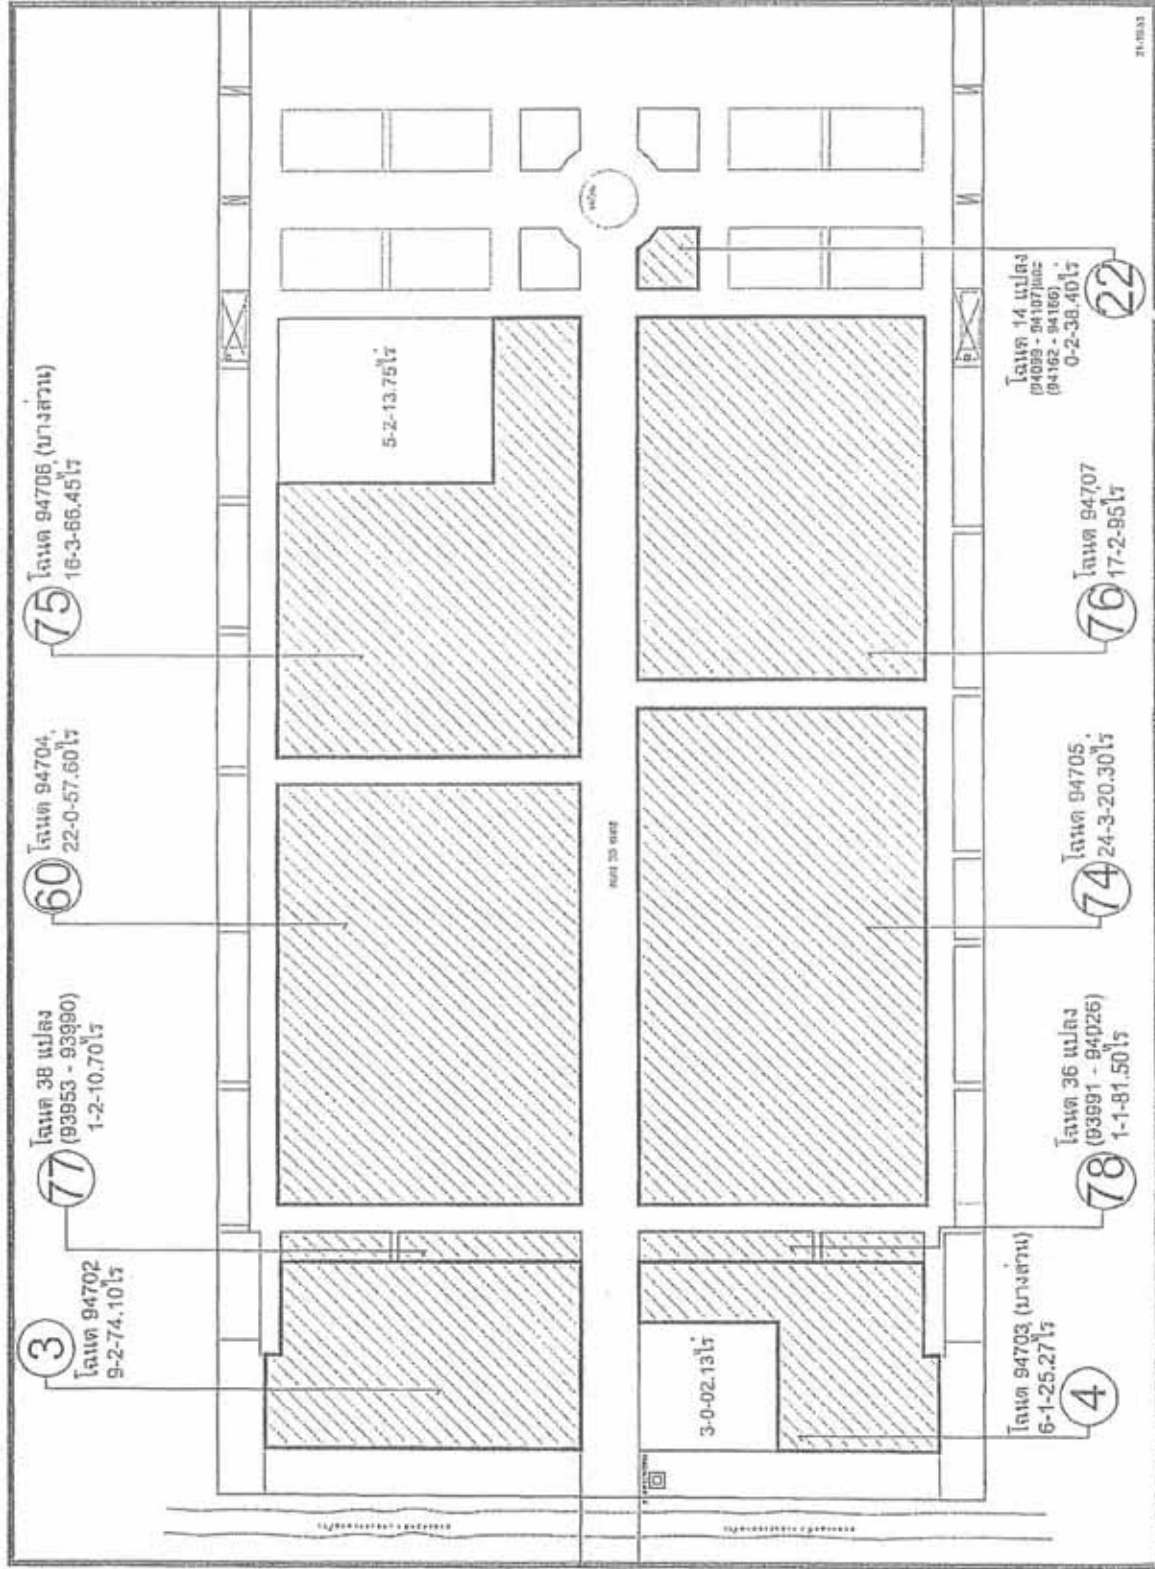 3
โฉนด 94702
9-2-74.10ไร่
77
โฉนด 38 แปลง
(93953 - 93990)
1-2-10.70ไร่
60
โฉนด 94704
22-0-57.60ไร่
75
โฉนด 94706 (บางส่วน)
16-3-66.45ไร่
5-2-13.75ไร่
3-0-02.13ไร่
โฉนด 94703 (บางส่วน)
6-1-25.27ไร่
4
โฉนด 36 แปลง
(93991 - 94026)
1-1-81.50ไร่
78
โฉนด 94705
24-3-20.30ไร่
74
โฉนด 94707
17-2-95ไร่
76
โฉนด 14 แปลง
(94099 - 94107)และ
(94162 - 94166)
0-2-38.40ไร่
22